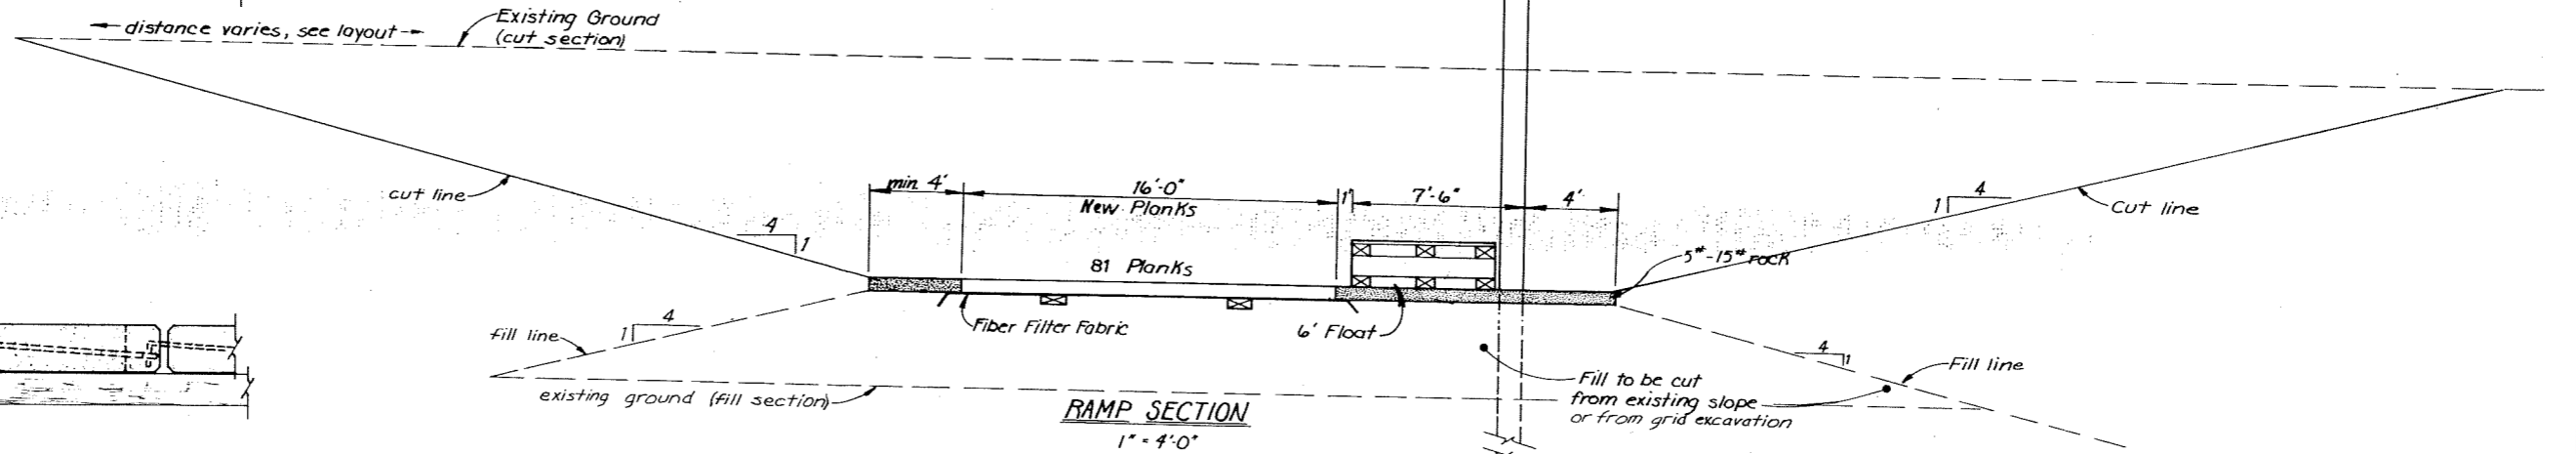 distance varies, see layout
Existing Ground
(cut section)
cut line
4
1
min 4'
16'-0"
New Planks
1'
7'-6"
4'
4
1
Cut line
81 Planks
5#-15# rock
Fiber Filter Fabric
6' Float
fill line
4
1
existing ground (fill section)
4
1
Fill line
Fill to be cut
from existing slope
or from grid excavation
RAMP SECTION
1" = 4'-0"